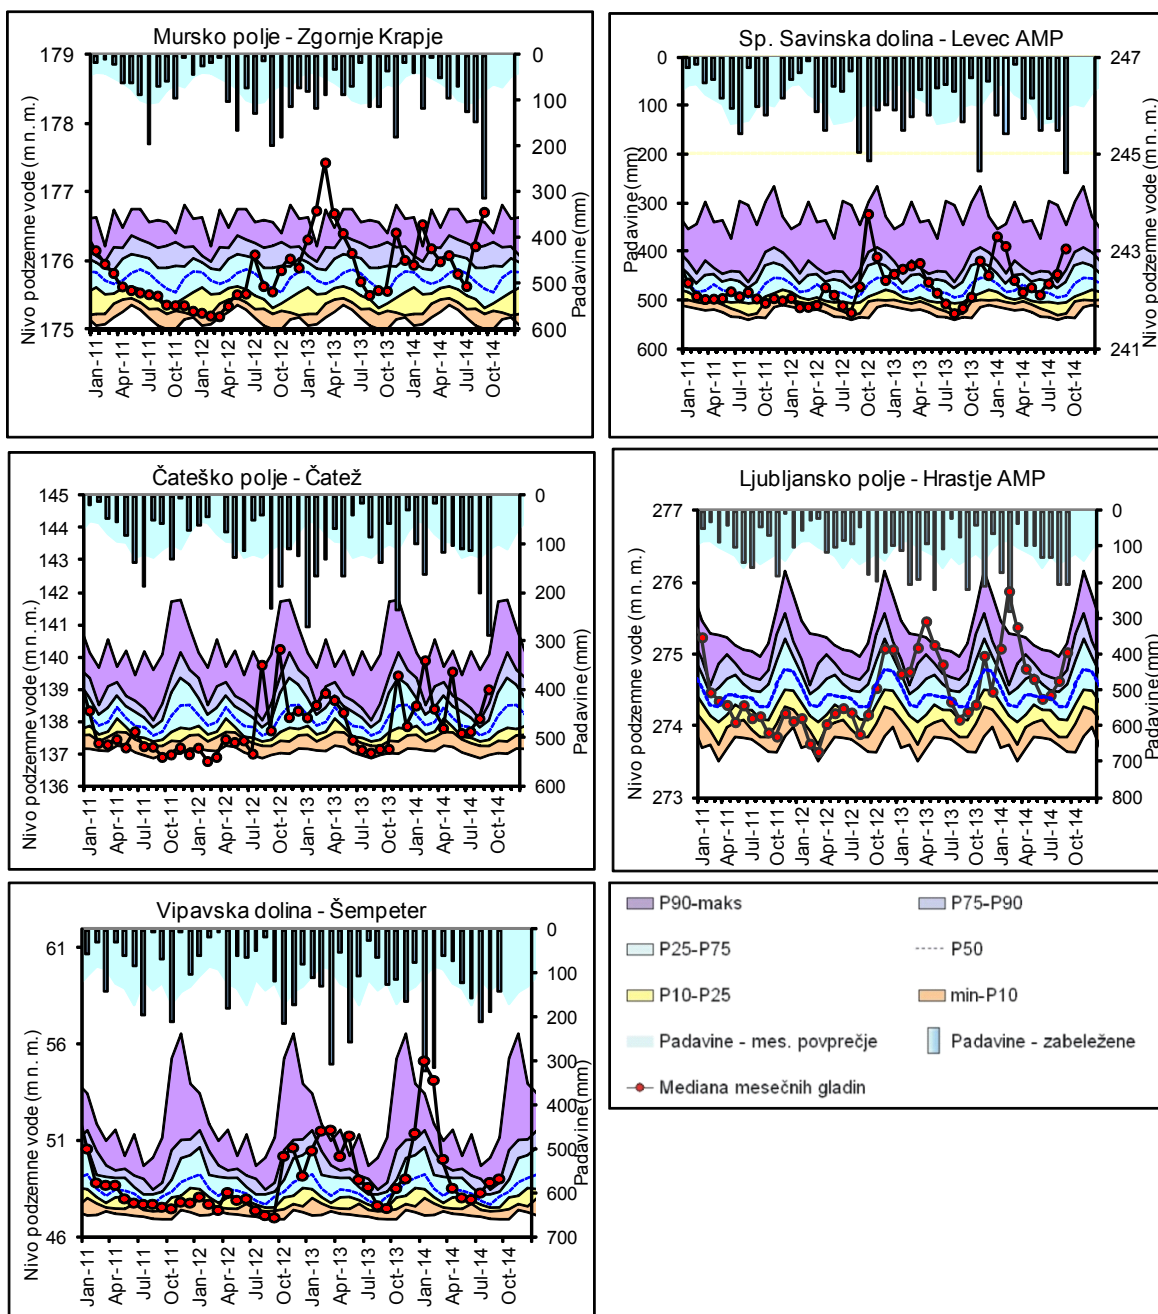 Mursko polje - Zgornje Krapje
Nivo podzemne vode (m n. m.)
179
178
177
176
175
0
100
200
300
400
500
600
Padavine (mm)
Jan-11
Apr-11
Jul-11
Oct-11
Jan-12
Apr-12
Jul-12
Oct-12
Jan-13
Apr-13
Jul-13
Oct-13
Jan-14
Apr-14
Jul-14
Oct-14
Sp. Savinska dolina - Levec AMP
Padavine (mm)
0
100
200
300
400
500
600
247
245
243
241
Nivo podzemne vode (m n. m.)
Jan-11
Apr-11
Jul-11
Oct-11
Jan-12
Apr-12
Jul-12
Oct-12
Jan-13
Apr-13
Jul-13
Oct-13
Jan-14
Apr-14
Jul-14
Oct-14
Čateško polje - Čatež
Nivo podzemne vode (m n. m.)
145
144
143
142
141
140
139
138
137
136
0
100
200
300
400
500
600
Padavine (mm)
Jan-11
Apr-11
Jul-11
Oct-11
Jan-12
Apr-12
Jul-12
Oct-12
Jan-13
Apr-13
Jul-13
Oct-13
Jan-14
Apr-14
Jul-14
Oct-14
Ljubljansko polje - Hrastje AMP
Nivo podzemne vode (m n. m.)
277
276
275
274
273
0
100
200
300
400
500
600
700
800
Padavine (mm)
Jan-11
Apr-11
Jul-11
Oct-11
Jan-12
Apr-12
Jul-12
Oct-12
Jan-13
Apr-13
Jul-13
Oct-13
Jan-14
Apr-14
Jul-14
Oct-14
Vipavska dolina - Šempeter
Nivo podzemne vode (m n. m.)
61
56
51
46
0
100
200
300
400
500
600
700
Padavine (mm)
Jan-11
Apr-11
Jul-11
Oct-11
Jan-12
Apr-12
Jul-12
Oct-12
Jan-13
Apr-13
Jul-13
Oct-13
Jan-14
Apr-14
Jul-14
Oct-14
P90-maks
P75-P90
P25-P75
P50
P10-P25
min-P10
Padavine - mes. povprečje
Padavine - zabeležene
Mediana mesečnih gladin